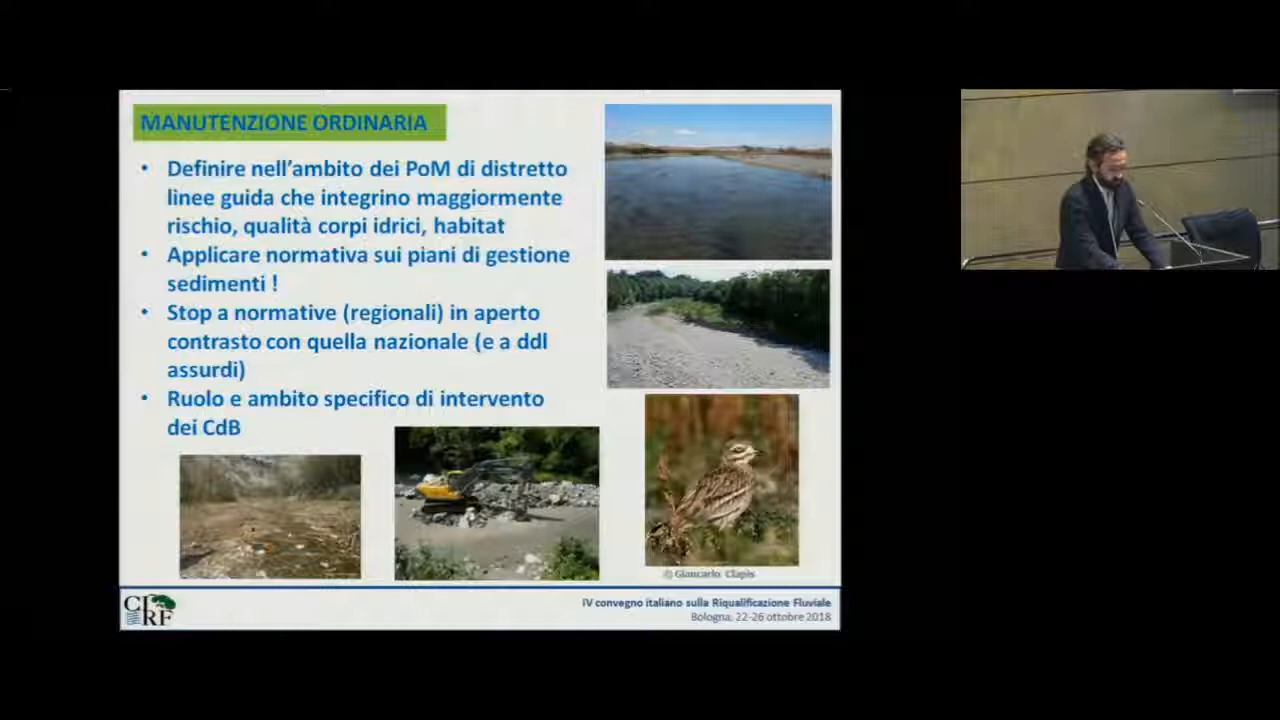 MANUTENZIONE ORDINARIA
• Definire nell'ambito dei PoM di distretto
linee guida che integrino maggiormente
rischio, qualità corpi idrici, habitat
• Applicare normativa sui piani di gestione
sedimenti !
• Stop a normative (regionali) in aperto
contrasto con quella nazionale (e a ddl
assurdi)
• Ruolo e ambito specifico di intervento
dei CdB
© Giancarlo Clapis
CIRF
IV convegno italiano sulla Riqualificazione Fluviale
Bologna, 22-26 ottobre 2018